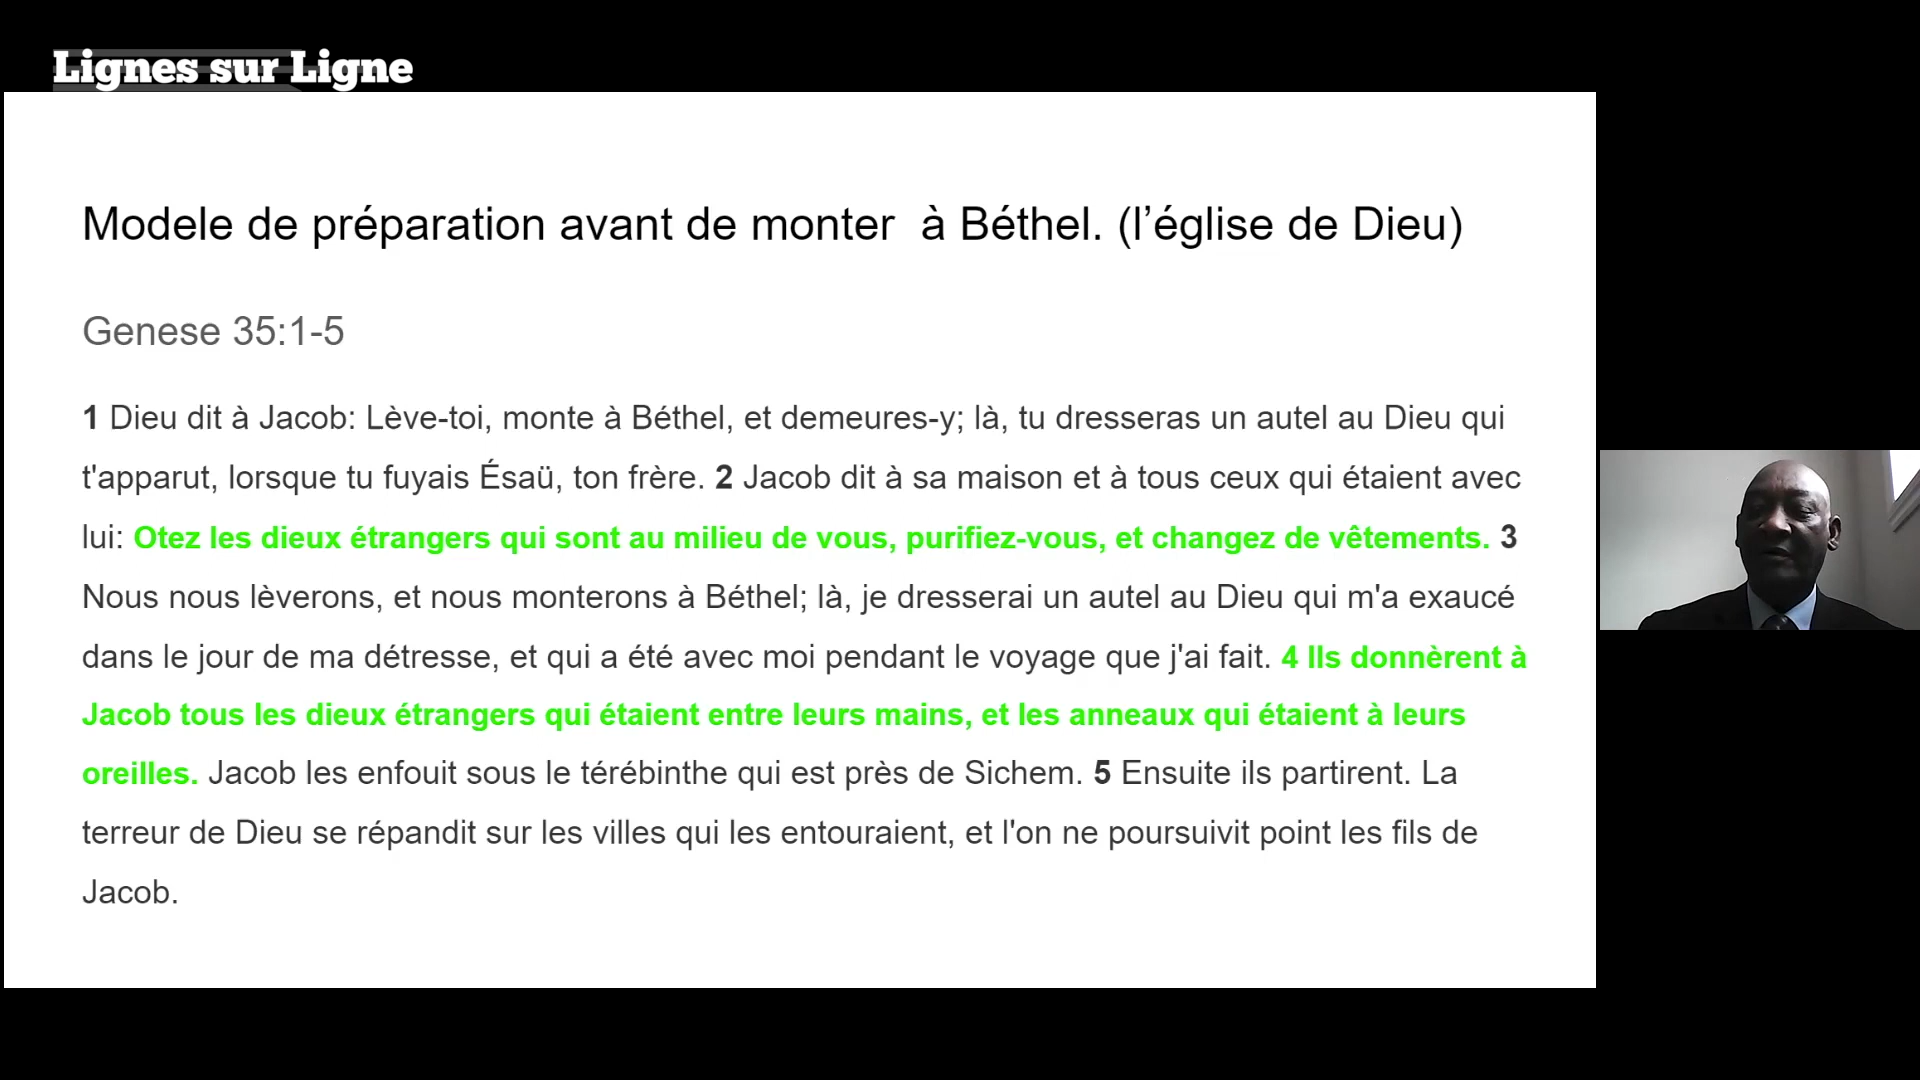 Lignes sur Ligne
Modele de préparation avant de monter  à Béthel. (l’église de Dieu)
Genese 35:1-5
1 Dieu dit à Jacob: Lève-toi, monte à Béthel, et demeures-y; là, tu dresseras un autel au Dieu qui
t'apparut, lorsque tu fuyais Ésaü, ton frère. 2 Jacob dit à sa maison et à tous ceux qui étaient avec
lui: Otez les dieux étrangers qui sont au milieu de vous, purifiez-vous, et changez de vêtements. 3
Nous nous lèverons, et nous monterons à Béthel; là, je dresserai un autel au Dieu qui m'a exaucé
dans le jour de ma détresse, et qui a été avec moi pendant le voyage que j'ai fait. 4 Ils donnèrent à
Jacob tous les dieux étrangers qui étaient entre leurs mains, et les anneaux qui étaient à leurs
oreilles. Jacob les enfouit sous le térébinthe qui est près de Sichem. 5 Ensuite ils partirent. La
terreur de Dieu se répandit sur les villes qui les entouraient, et l'on ne poursuivit point les fils de
Jacob.